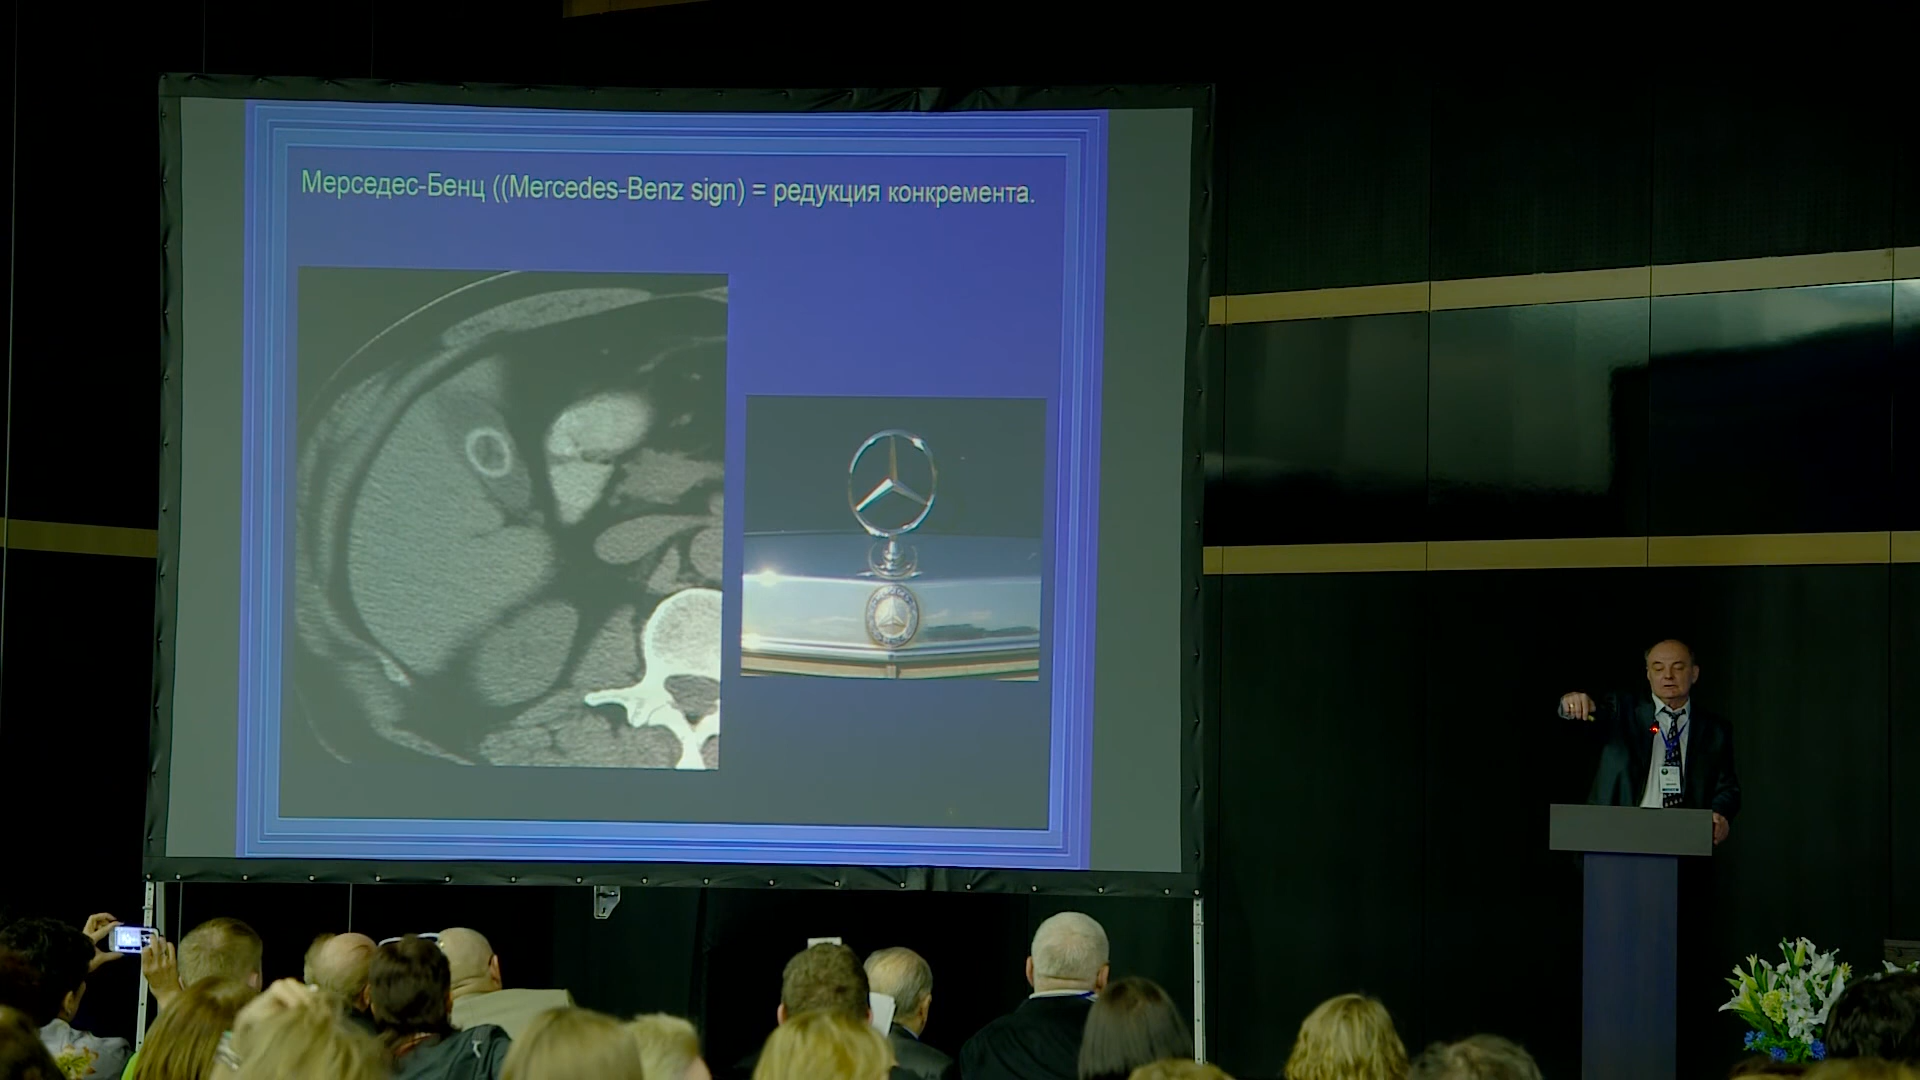 Мерседес-Бенц ((Mercedes-Benz sign) = редукция конкремента.